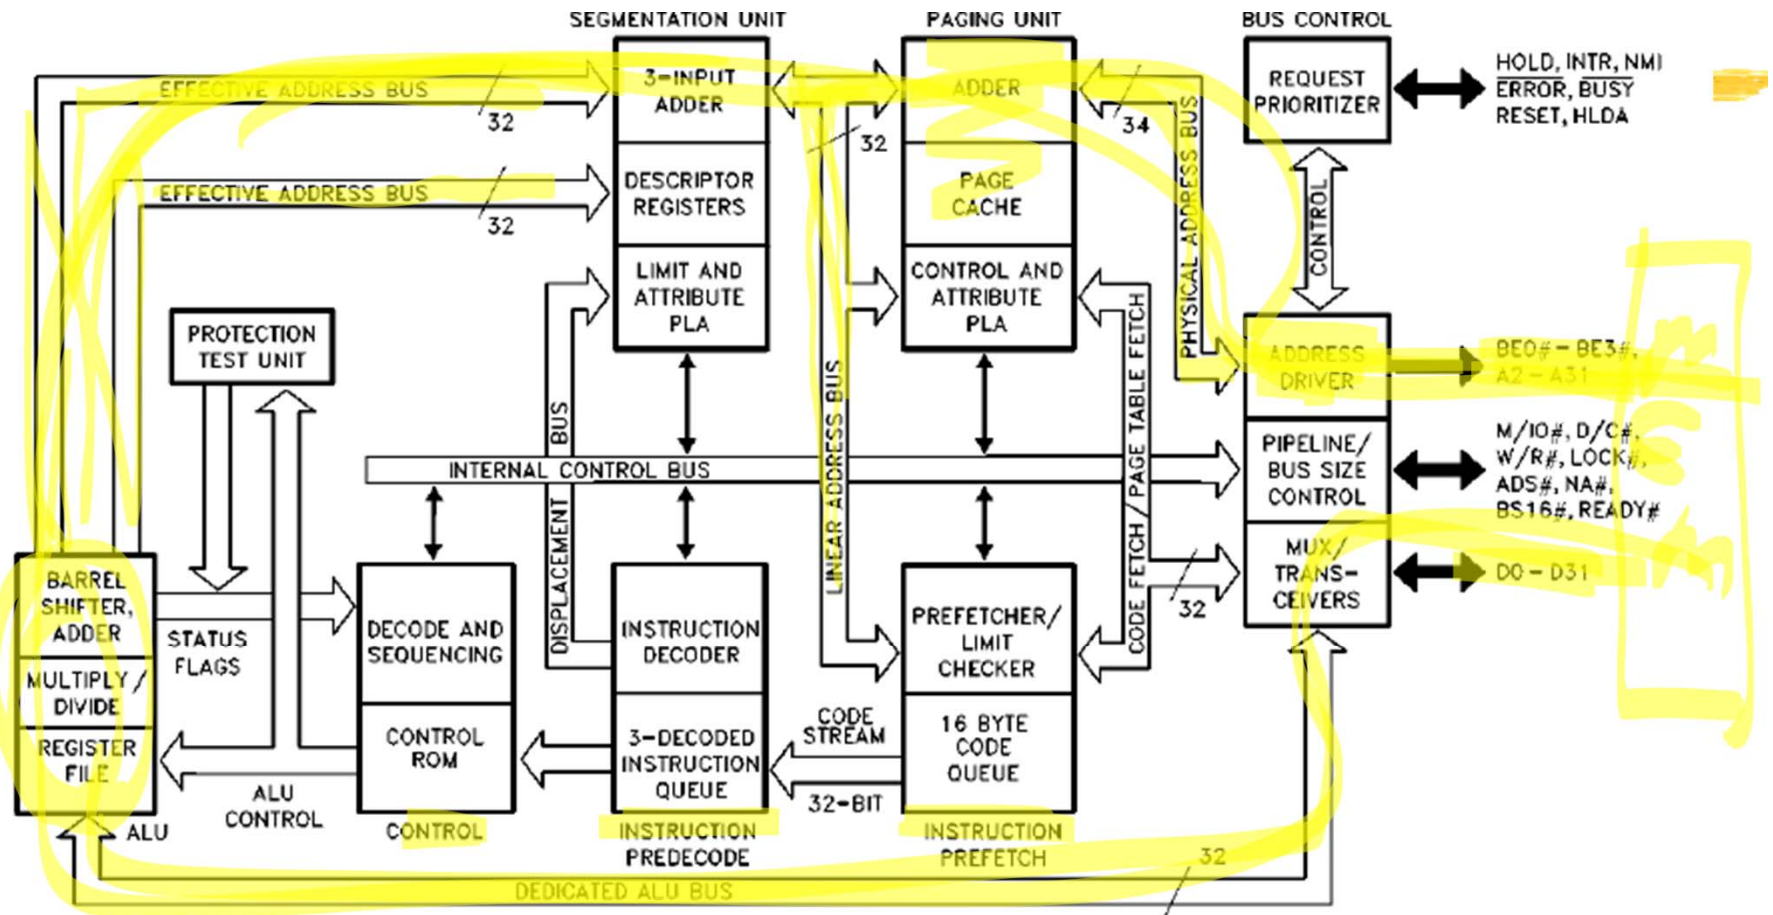 SEGMENTATION UNIT
PAGING UNIT
BUS CONTROL
3-INPUT
ADDER
DESCRIPTOR
REGISTERS
LIMIT AND
ATTRIBUTE
PLA
ADDER
PAGE
CACHE
CONTROL AND
ATTRIBUTE
PLA
REQUEST
PRIORITIZER
HOLD, INTR, NMI
ERROR, BUSY
RESET, HLDA
EFFECTIVE ADDRESS BUS
32
EFFECTIVE ADDRESS BUS
32
32
34
PHYSICAL ADDRESS BUS
CONTROL
PROTECTION
TEST UNIT
ADDRESS
DRIVER
BE0#-BE3#,
A2-A31
PIPELINE/
BUS SIZE
CONTROL
M/IO#, D/C#,
W/R#, LOCK#,
ADS#, NA#,
BS16#, READY#
MUX/
TRANS-
CEIVERS
D0-D31
INTERNAL CONTROL BUS
DISPLACEMENT BUS
LINEAR ADDRESS BUS
CODE FETCH/PAGE TABLE FETCH
32
BARREL
SHIFTER,
ADDER
MULTIPLY/
DIVIDE
REGISTER
FILE
ALU
STATUS
FLAGS
ALU
CONTROL
DECODE AND
SEQUENCING
CONTROL
ROM
CONTROL
INSTRUCTION
DECODER
3-DECODED
INSTRUCTION
QUEUE
INSTRUCTION
PREDECODE
CODE
STREAM
32-BIT
PREFETCHER/
LIMIT
CHECKER
16 BYTE
CODE
QUEUE
INSTRUCTION
PREFETCH
32
DEDICATED ALU BUS